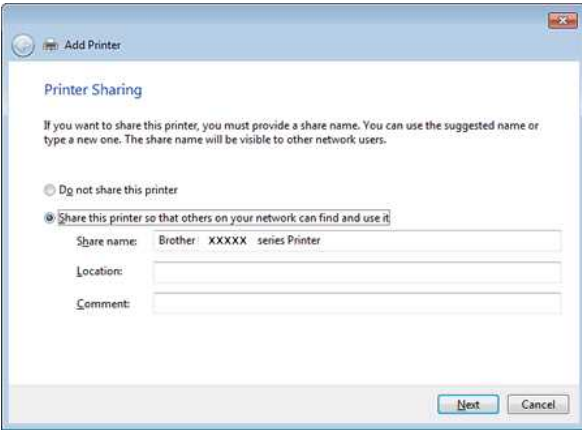 Add Printer
Printer Sharing
If you want to share this printer, you must provide a share name. You can use the suggested name or
type a new one. The share name will be visible to other network users.
Do not share this printer
Share this printer so that others on your network can find and use it
Share name: Brother XXXXX series Printer
Location:
Comment:
Next Cancel